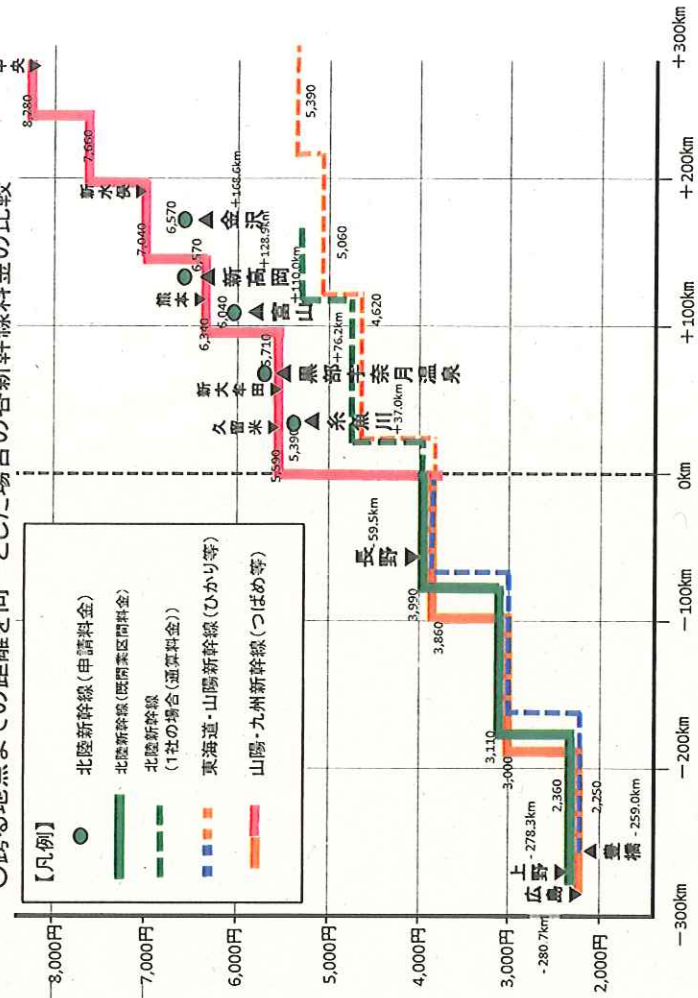 ○跨る地点までの距離を同一とした場合の各新幹線料金の比較
【凡例】
北陸新幹線(申請料金)
北陸新幹線(既開業区間料金)
北陸新幹線
(1社の場合(通算料金))
東海道・山陽新幹線(ひかり等)
山陽・九州新幹線(つばめ等)
8,000円
7,000円
6,000円
5,000円
4,000円
3,000円
2,000円
-300km
-200km
-100km
0km
+100km
+200km
+300km
中央
8,280
7,660
新水俣
7,040
熊本
6,340
新大牟田
久留米
5,590
金沢
6,570
+168.6km
新高岡
6,570
+128.9km
富山
6,040
+110.0km
黒部宇奈月温泉
5,710
+76.2km
糸魚川
5,390
+37.0km
5,390
5,060
4,620
長野
-59.5km
3,990
3,860
3,110
3,000
2,360
2,250
上野
-278.3km
広島
-280.7km
豊橋
-259.0km